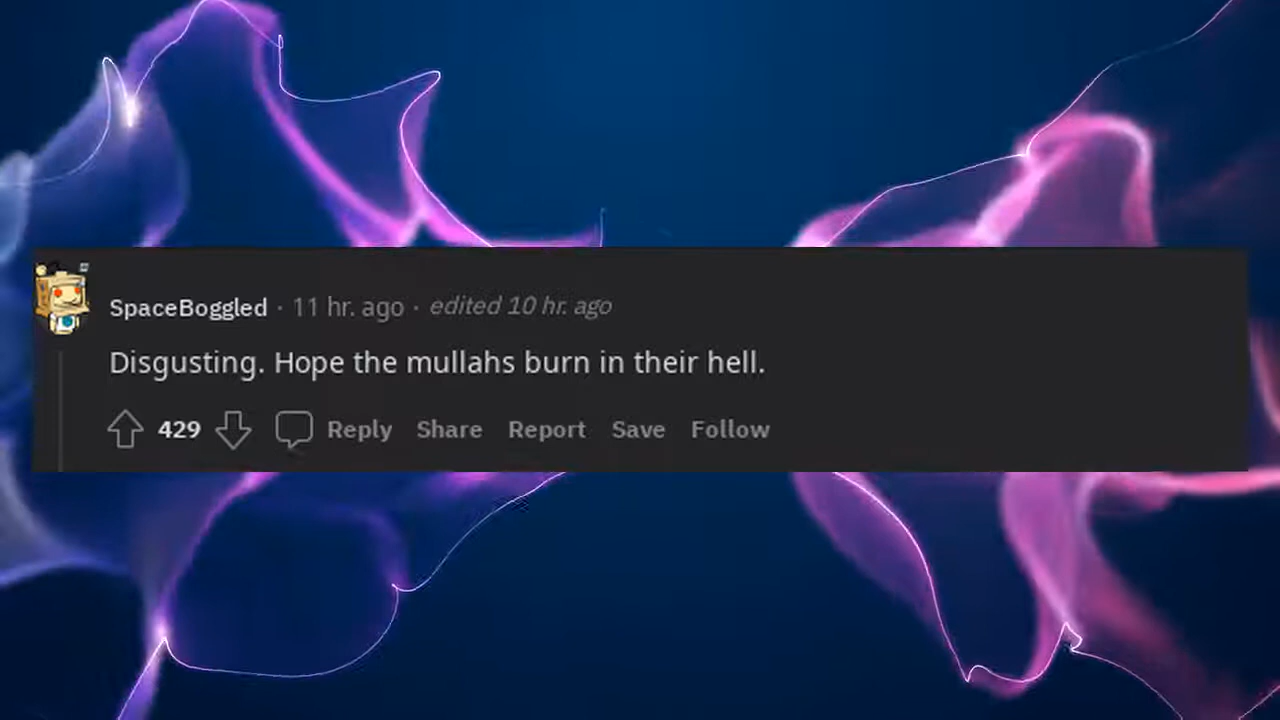 SpaceBoggled · 11 hr. ago · edited 10 hr. ago
Disgusting. Hope the mullahs burn in their hell.
429 Reply Share Report Save Follow